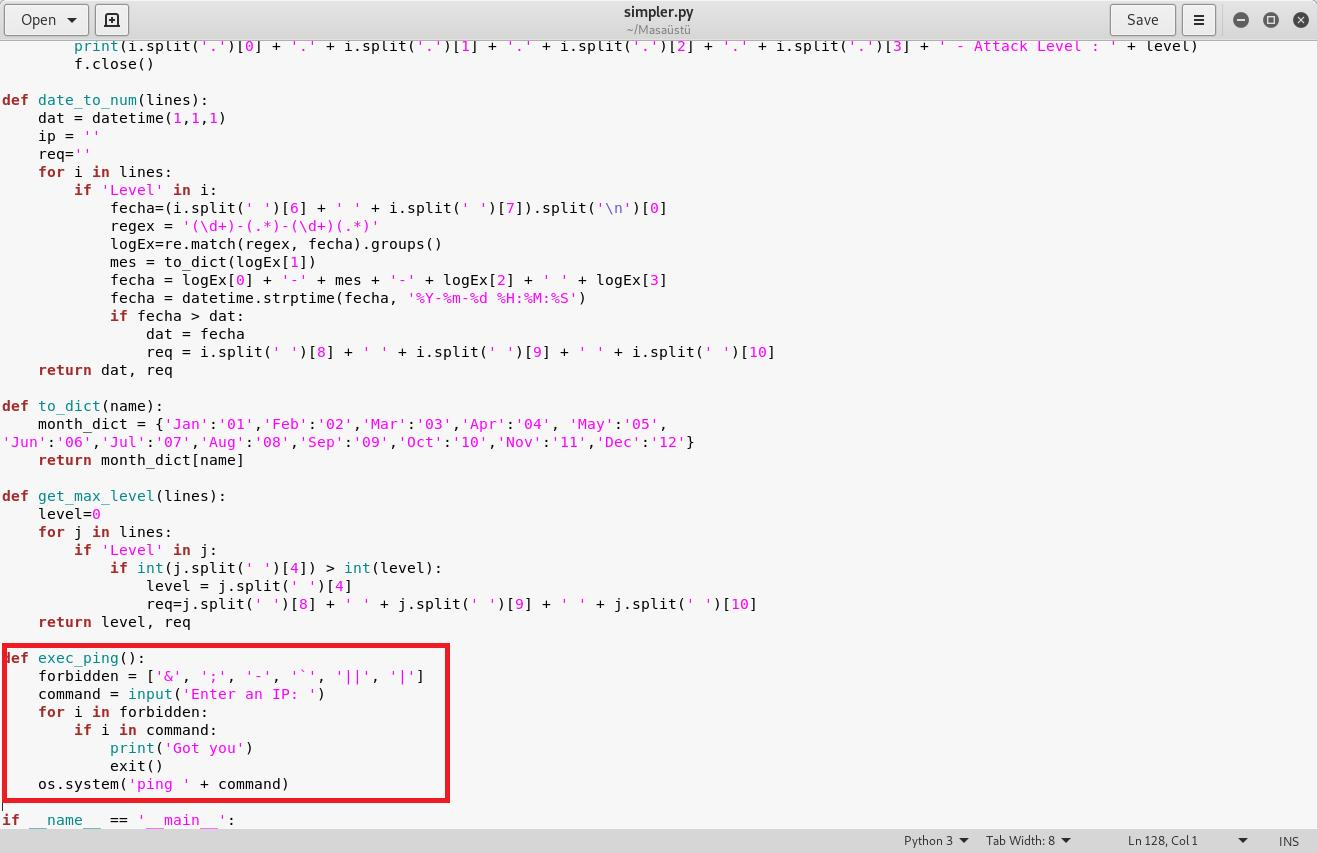 Open
simpler.py
~/Masaüstü
Save
        print(i.split('.')[0] + '.' + i.split('.')[1] + '.' + i.split('.')[2] + '.' + i.split('.')[3] + ' - Attack Level : ' + level)
        f.close()
def date_to_num(lines):
    dat = datetime(1,1,1)
    ip = ''
    req=''
    for i in lines:
        if 'Level' in i:
            fecha=(i.split(' ')[6] + ' ' + i.split(' ')[7]).split('\n')[0]
            regex = '(\d+)-(.*)-(\d+)(.*)'
            logEx=re.match(regex, fecha).groups()
            mes = to_dict(logEx[1])
            fecha = logEx[0] + '-' + mes + '-' + logEx[2] + ' ' + logEx[3]
            fecha = datetime.strptime(fecha, '%Y-%m-%d %H:%M:%S')
            if fecha > dat:
                dat = fecha
                req = i.split(' ')[8] + ' ' + i.split(' ')[9] + ' ' + i.split(' ')[10]
    return dat, req
def to_dict(name):
    month_dict = {'Jan':'01','Feb':'02','Mar':'03','Apr':'04', 'May':'05',
'Jun':'06','Jul':'07','Aug':'08','Sep':'09','Oct':'10','Nov':'11','Dec':'12'}
    return month_dict[name]
def get_max_level(lines):
    level=0
    for j in lines:
        if 'Level' in j:
            if int(j.split(' ')[4]) > int(level):
                level = j.split(' ')[4]
                req=j.split(' ')[8] + ' ' + j.split(' ')[9] + ' ' + j.split(' ')[10]
    return level, req
def exec_ping():
    forbidden = ['&', ';', '-', '`', '||', '|']
    command = input('Enter an IP: ')
    for i in forbidden:
        if i in command:
            print('Got you')
            exit()
    os.system('ping ' + command)
if __name__ == '__main__':
Python 3
Tab Width: 8
Ln 128, Col 1
INS